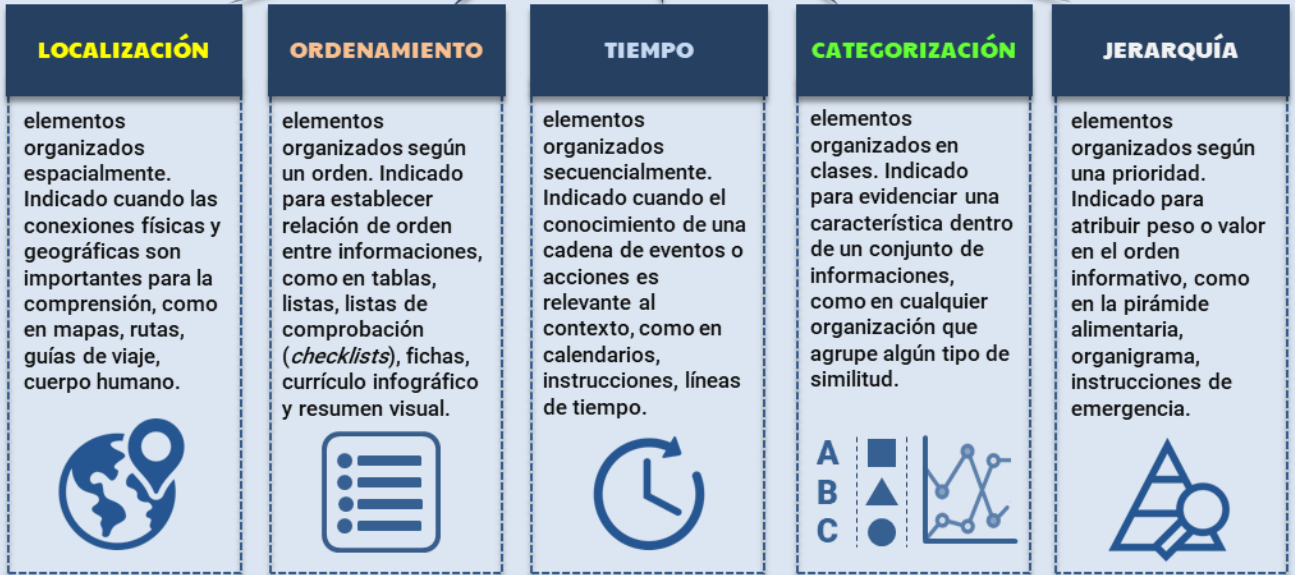 LOCALIZACIÓN
elementos
organizados
espacialmente.
Indicado cuando las
conexiones físicas y
geográficas son
importantes para la
comprensión, como
en mapas, rutas,
guías de viaje,
cuerpo humano.
ORDENAMIENTO
elementos
organizados según
un orden. Indicado
para establecer
relación de orden
entre informaciones,
como en tablas,
listas, listas de
comprobación
(checklists), fichas,
currículo infográfico
y resumen visual.
TIEMPO
elementos
organizados
secuencialmente.
Indicado cuando el
conocimiento de una
cadena de eventos o
acciones es
relevante al
contexto, como en
calendarios,
instrucciones, líneas
de tiempo.
CATEGORIZACIÓN
elementos
organizados en
clases. Indicado
para evidenciar una
característica dentro
de un conjunto de
informaciones,
como en cualquier
organización que
agrupe algún tipo de
similitud.
A
B
C
JERARQUÍA
elementos
organizados según
una prioridad.
Indicado para
atribuir peso o valor
en el orden
informativo, como
en la pirámide
alimentaria,
organigrama,
instrucciones de
emergencia.